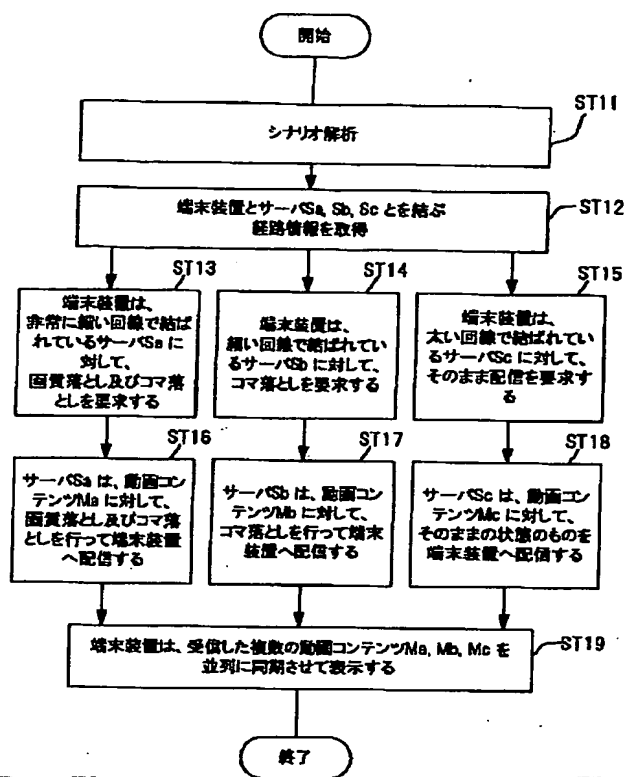 開始
ST11
シナリオ解析
ST12
端末装置とサーバSa, Sb, Sc とを結ぶ
経路情報を取得
ST13
端末装置は、
非常に細い回線で結ば
れているサーバSa に
対して、
画質落とし及びコマ落
としを要求する
ST14
端末装置は、
細い回線で結ばれてい
るサーバSbに対して、
コマ落としを要求する
ST15
端末装置は、
太い回線で結ばれて
いるサーバScに対して、
そのまま配信を要求す
る
ST16
サーバSa は、動画コン
テンツMa に対して、
画質落とし及びコマ落
としを行って端末装置
へ配信する
ST17
サーバSbは、動画コン
テンツMb に対して、
コマ落としを行って端末
装置へ配信する
ST18
サーバScは、動画コン
テンツMc に対して、
そのままの状態のものを
端末装置へ配信する
ST19
端末装置は、受信した複数の動画コンテンツMa, Mb, Mc を
並列に同期させて表示する
終了